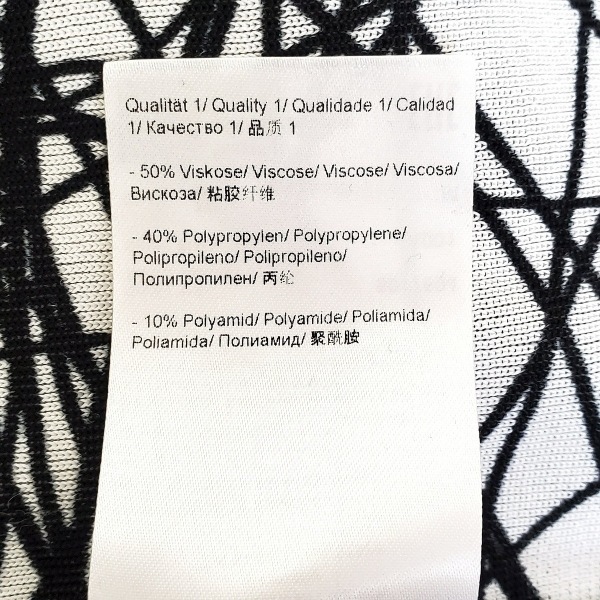 Qualität 1/ Quality 1/ Qualidade 1/ Calidad
1/ Качество 1/ 品质 1
- 50% Viskose/ Viscose/ Viscose/ Viscosa/
Вискоза/ 粘胶纤维
- 40% Polypropylen/ Polypropylene/
Polipropileno/ Polipropileno/
Полипропилен/ 丙纶
- 10% Polyamid/ Polyamide/ Poliamida/
Poliamida/ Полиамид/ 聚酰胺